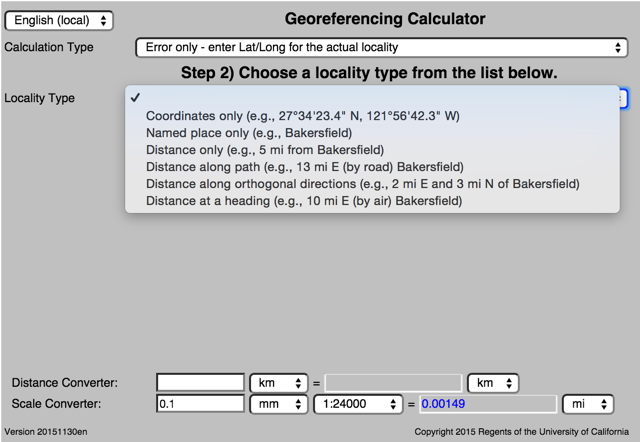 English (local)
Georeferencing Calculator
Calculation Type
Error only - enter Lat/Long for the actual locality
Step 2) Choose a locality type from the list below.
Locality Type
✓
Coordinates only (e.g., 27°34'23.4" N, 121°56'42.3" W)
Named place only (e.g., Bakersfield)
Distance only (e.g., 5 mi from Bakersfield)
Distance along path (e.g., 13 mi E (by road) Bakersfield)
Distance along orthogonal directions (e.g., 2 mi E and 3 mi N of Bakersfield)
Distance at a heading (e.g., 10 mi E (by air) Bakersfield)
Distance Converter: km = km
Scale Converter: 0.1 mm 1:24000 = 0.00149 mi
Version 20151130en Copyright 2015 Regents of the University of California